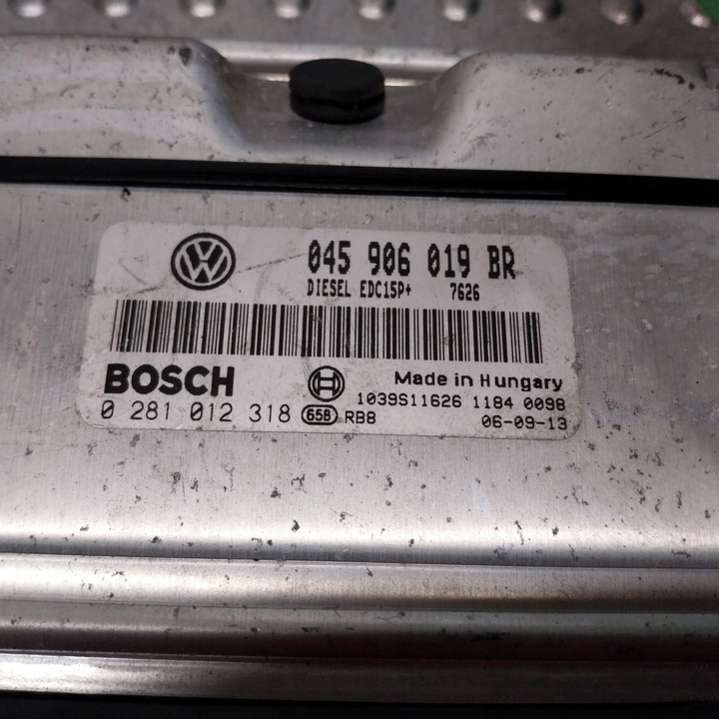 045 906 019 BR
DIESEL EDC15P+ 7626
BOSCH
Made in Hungary
1039S11626 1184 0098
0 281 012 318 65B RB8 06-09-13